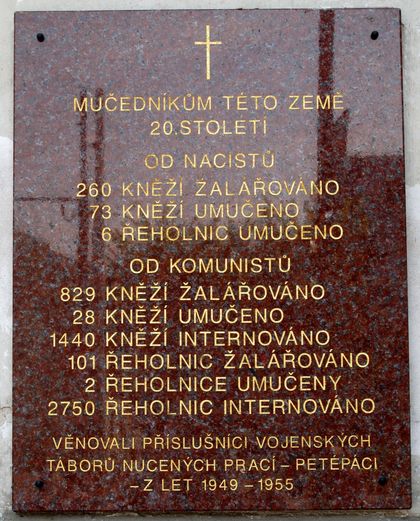 MUČEDNÍKŮM TÉTO ZEMĚ
20.STOLETÍ
OD NACISTŮ
260 KNĚŽÍ ŽALAŘOVÁNO
73 KNĚŽÍ UMUČENO
6 ŘEHOLNIC UMUČENO
OD KOMUNISTŮ
829 KNĚŽÍ ŽALÁŘOVÁNO
28 KNĚŽÍ UMUČENO
1440 KNĚŽÍ INTERNOVÁNO
101 ŘEHOLNIC ŽALÁŘOVÁNO
2 ŘEHOLNICE UMUČENY
2750 ŘEHOLNIC INTERNOVÁNO
VĚNOVALI PŘÍSLUŠNÍCI VOJENSKÝCH
TÁBORŮ NUCENÝCH PRACÍ – PETÉPÁCI
– Z LET 1949 – 1955